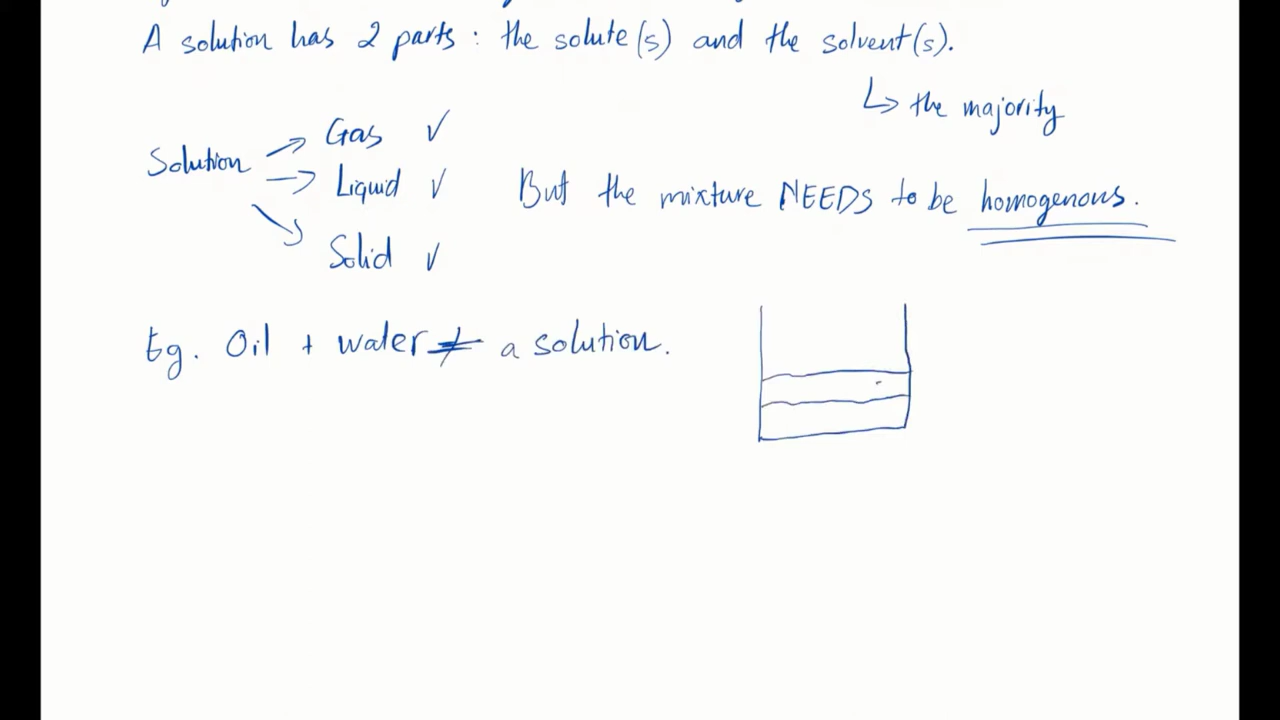 A solution has 2 parts : the solute(s) and the solvent(s).
↳ the majority
Solution → Gas ✓
→ Liquid ✓
→ Solid ✓
But the mixture NEEDS to be homogenous.
Eg. Oil + water ≠ a solution.